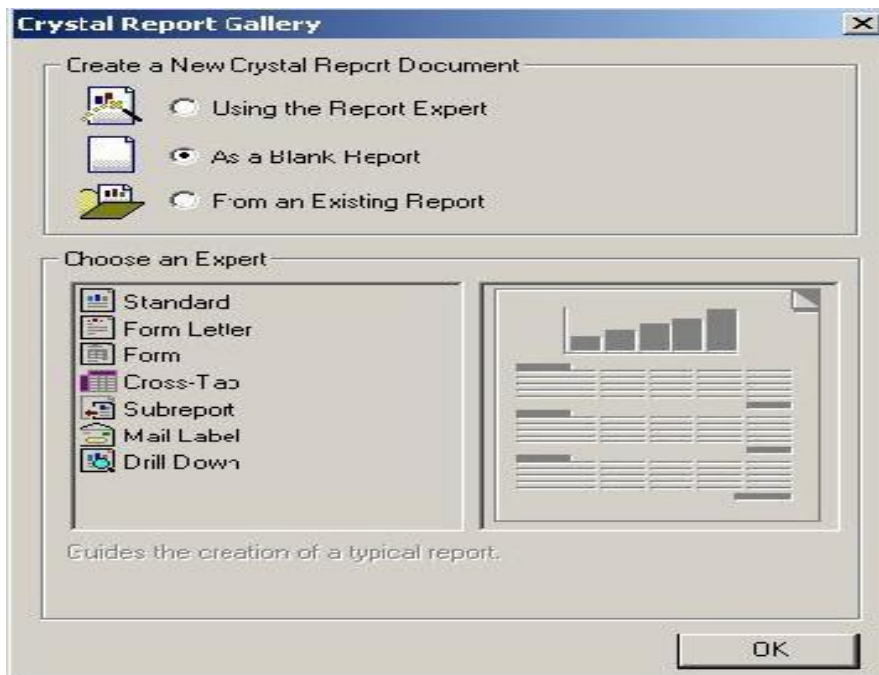 Crystal Report Gallery
Create a New Crystal Report Document
Using the Report Expert
As a Blank Report
From an Existing Report
Choose an Expert
Standard
Form Letter
Form
Cross-Tab
Subreport
Mail Label
Drill Down
Guides the creation of a typical report.
OK